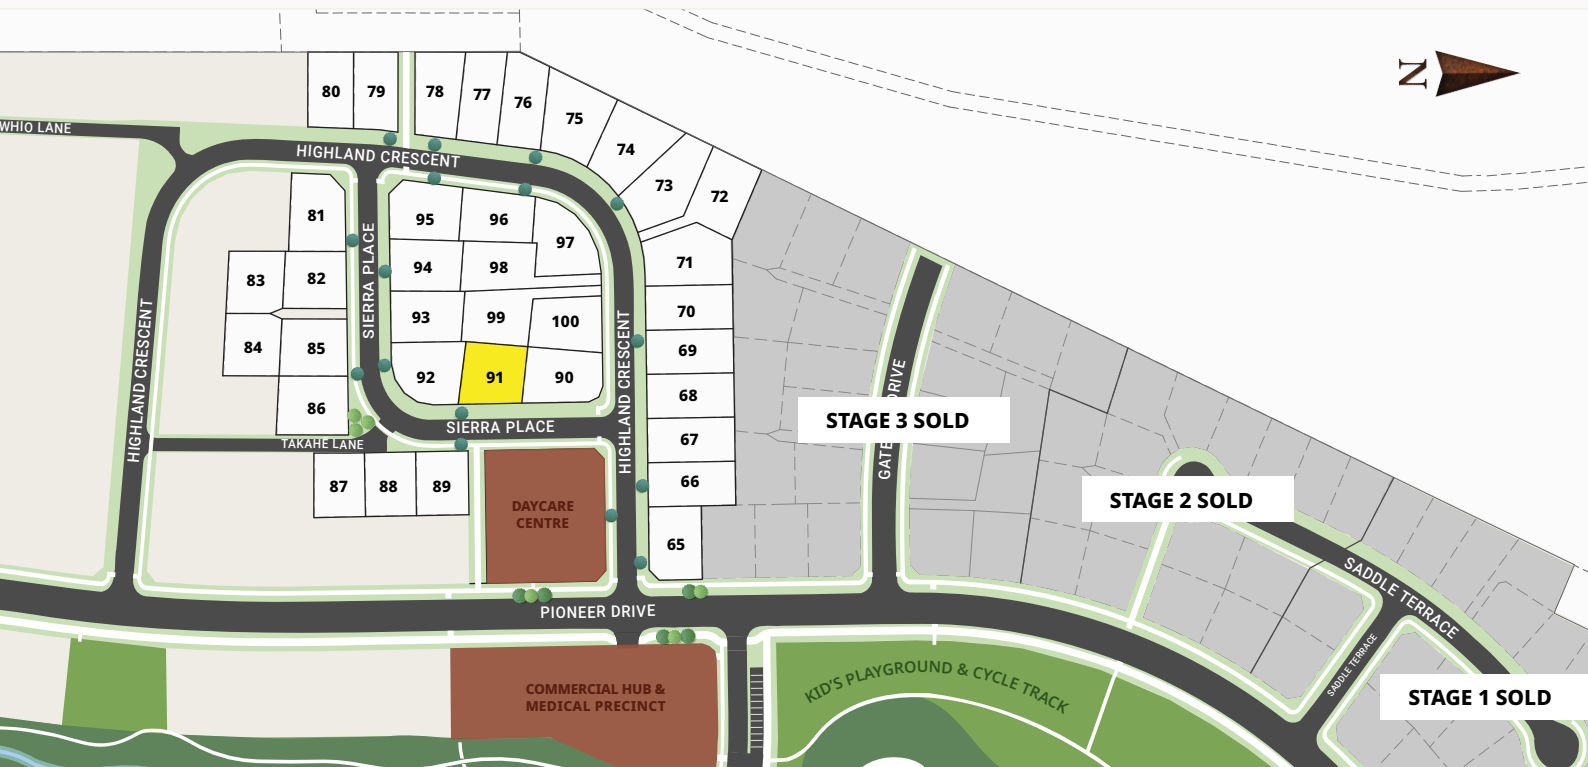 80
79
78
77
76
75
74
73
72
N
WHIO LANE
HIGHLAND CRESCENT
81
82
83
84
85
86
SIERRA PLACE
95
96
97
94
98
93
99
100
92
91
90
71
70
69
68
67
66
65
HIGHLAND CRESCENT
HIGHLAND CRESCENT
SIERRA PLACE
TAKAHE LANE
87
88
89
DAYCARE
CENTRE
STAGE 3 SOLD
DRIVE
STAGE 2 SOLD
SADDLE TERRACE
SADDLE TERRACE
STAGE 1 SOLD
PIONEER DRIVE
COMMERCIAL HUB &
MEDICAL PRECINCT
KID'S PLAYGROUND & CYCLE TRACK